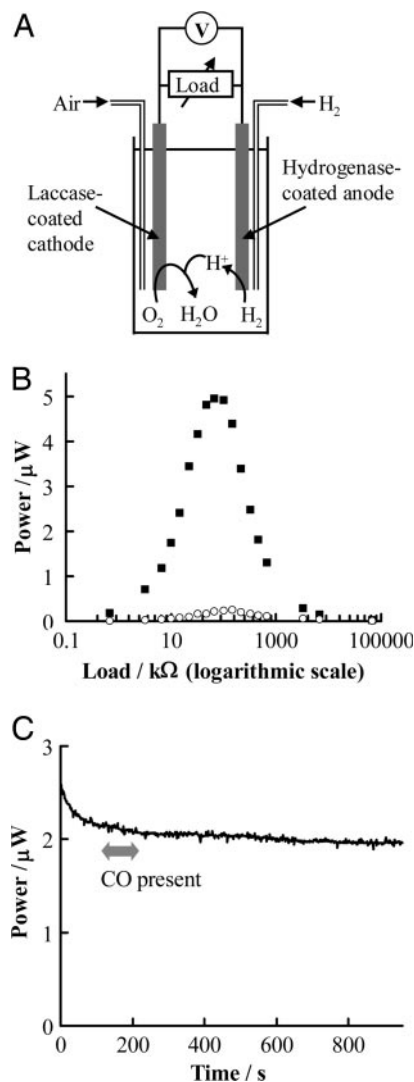 A
V
Load
Air
H2
Laccase-
coated
cathode
Hydrogenase-
coated anode
H+
O2
H2O
H2
B
Power /µW
5
4
3
2
1
0
0.1
10
1000
100000
Load / kΩ (logarithmic scale)
C
Power /µW
3
2
1
0
CO present
0
200
400
600
800
Time / s